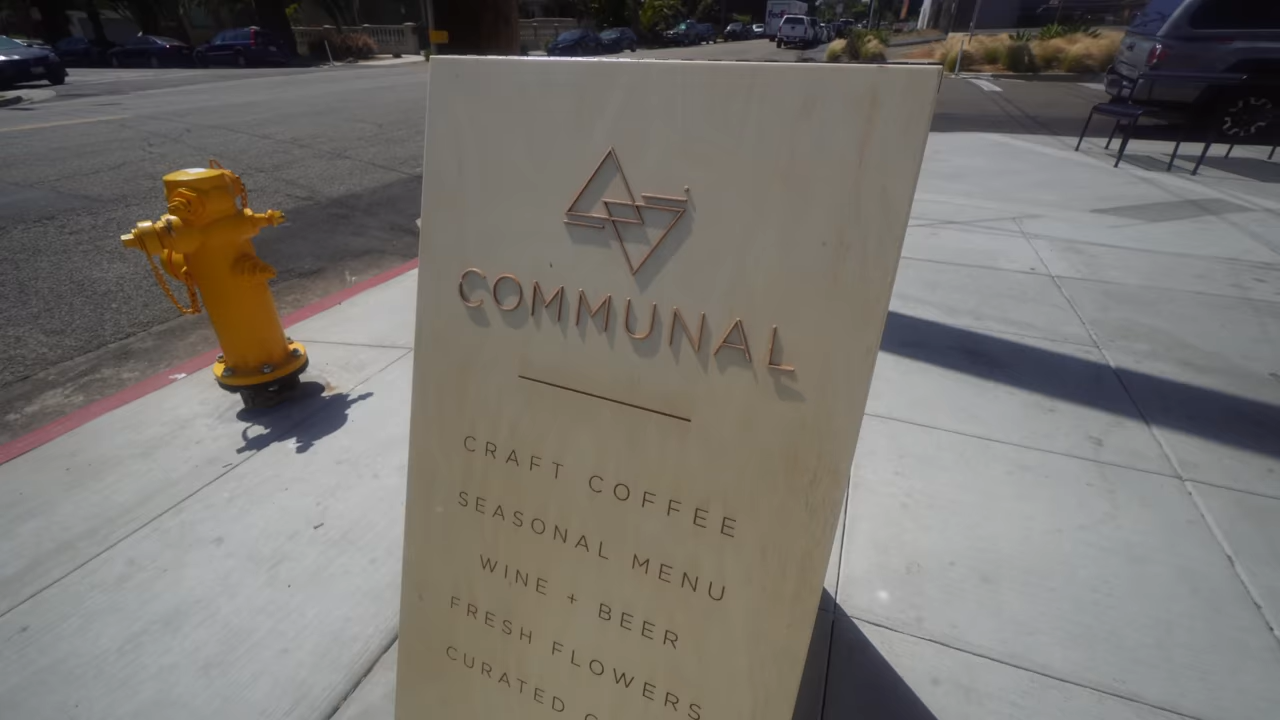 COMMUNAL
CRAFT COFFEE
SEASONAL MENU
WINE + BEER
FRESH FLOWERS
CURATED